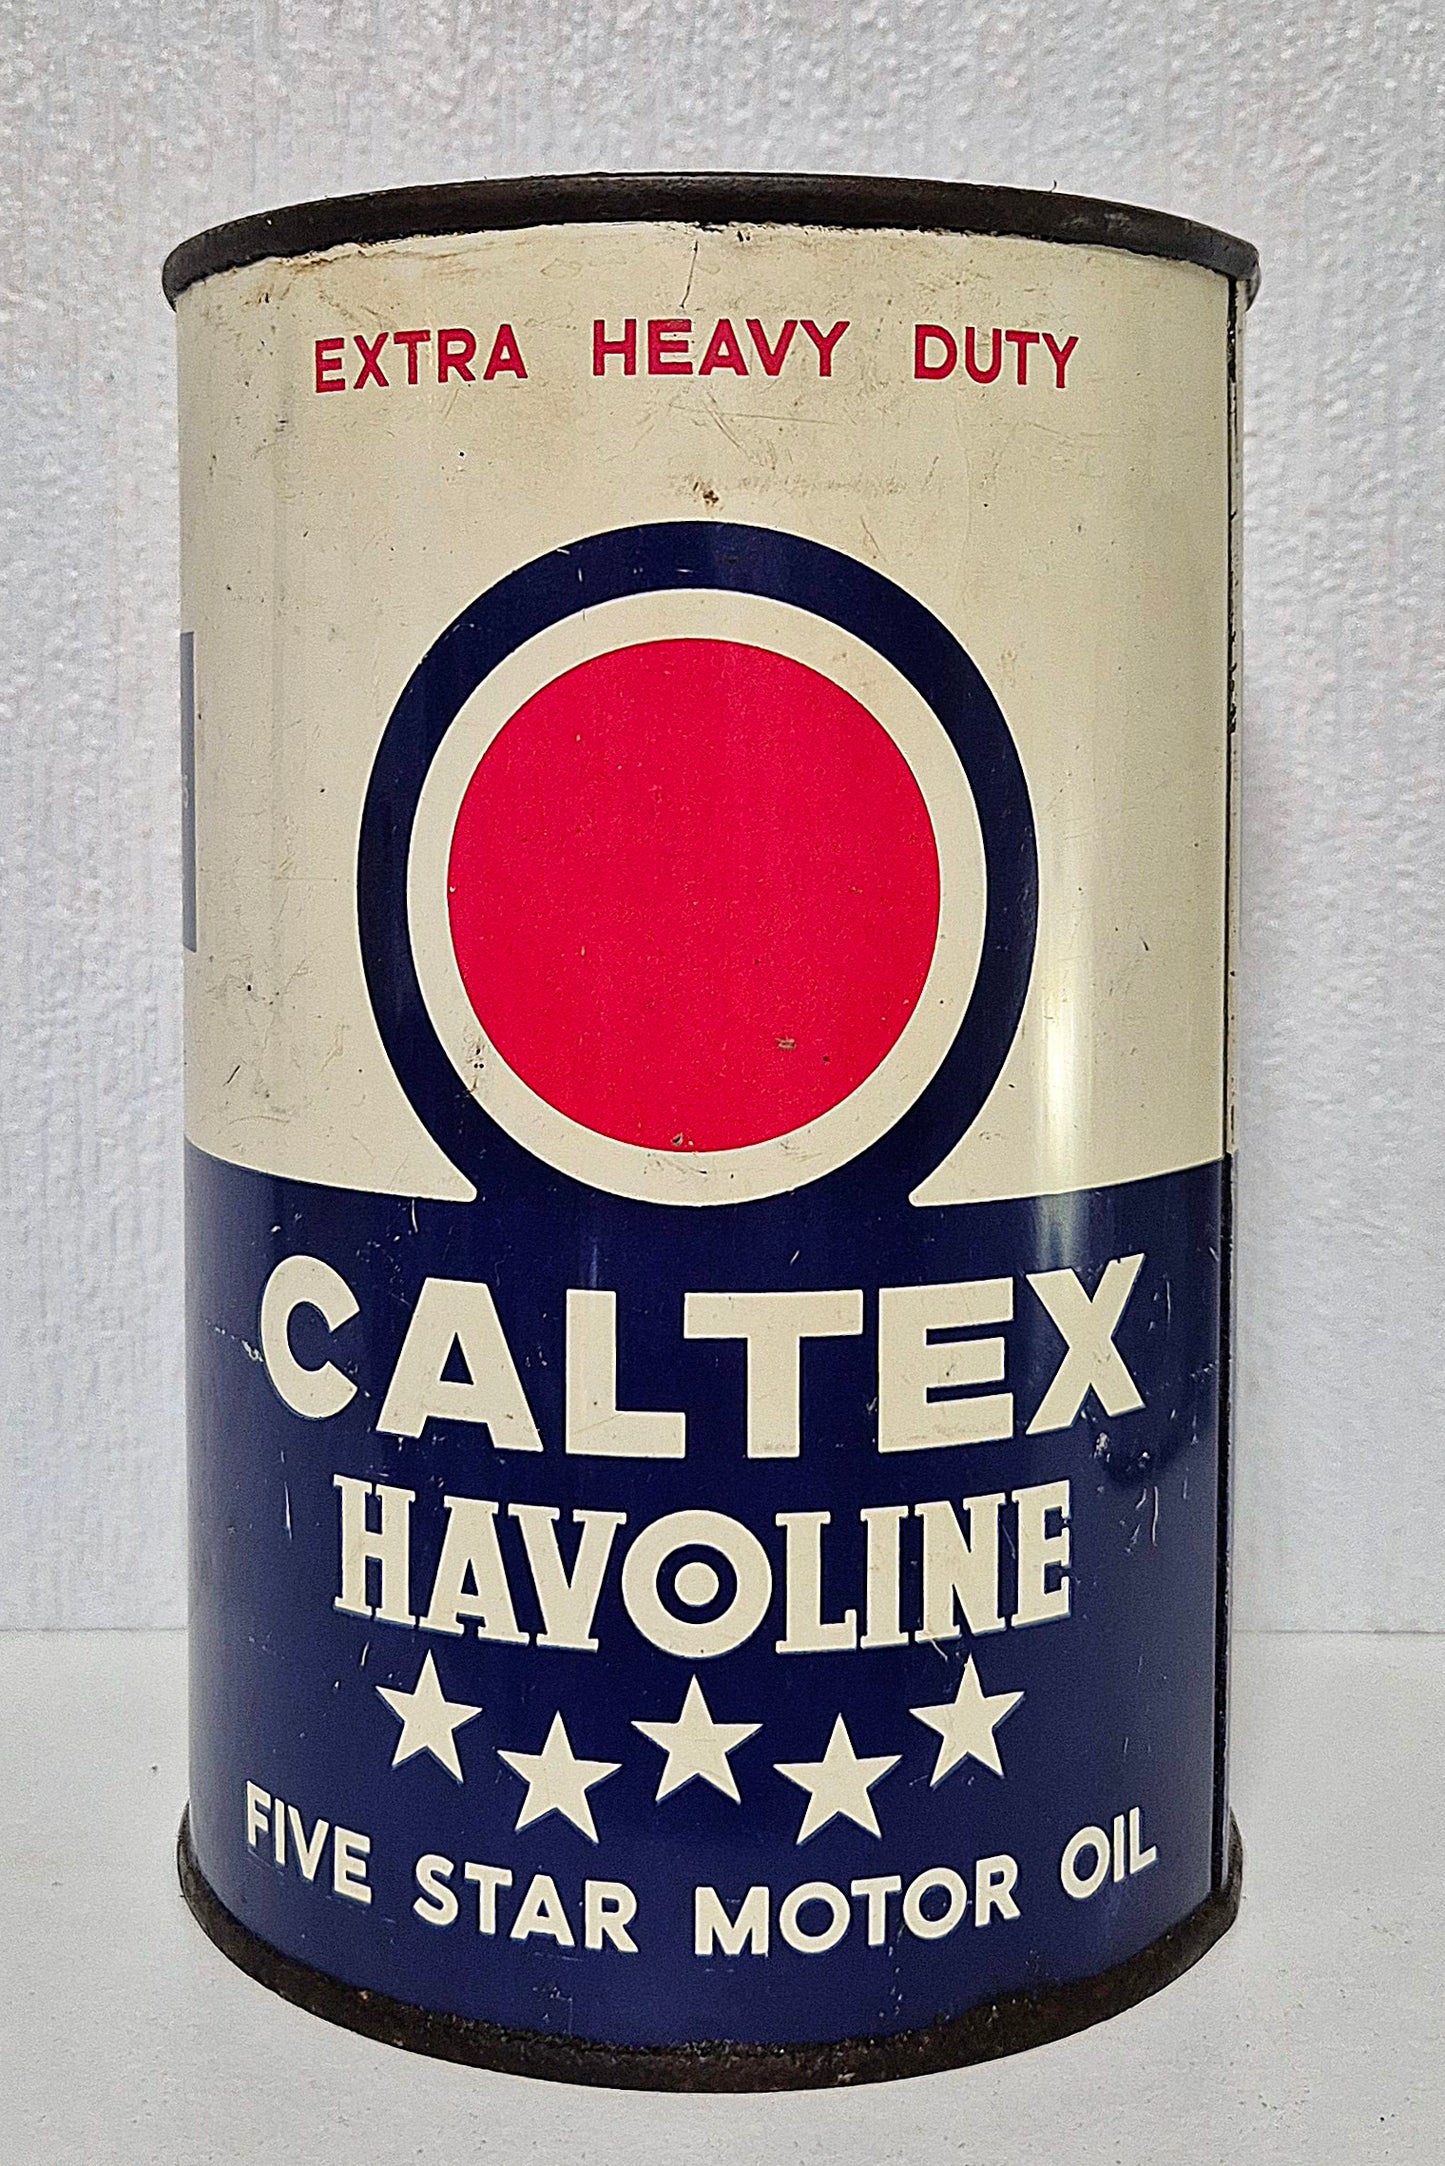 EXTRA HEAVY DUTY
CALTEX
HAVOLINE
FIVE STAR MOTOR OIL